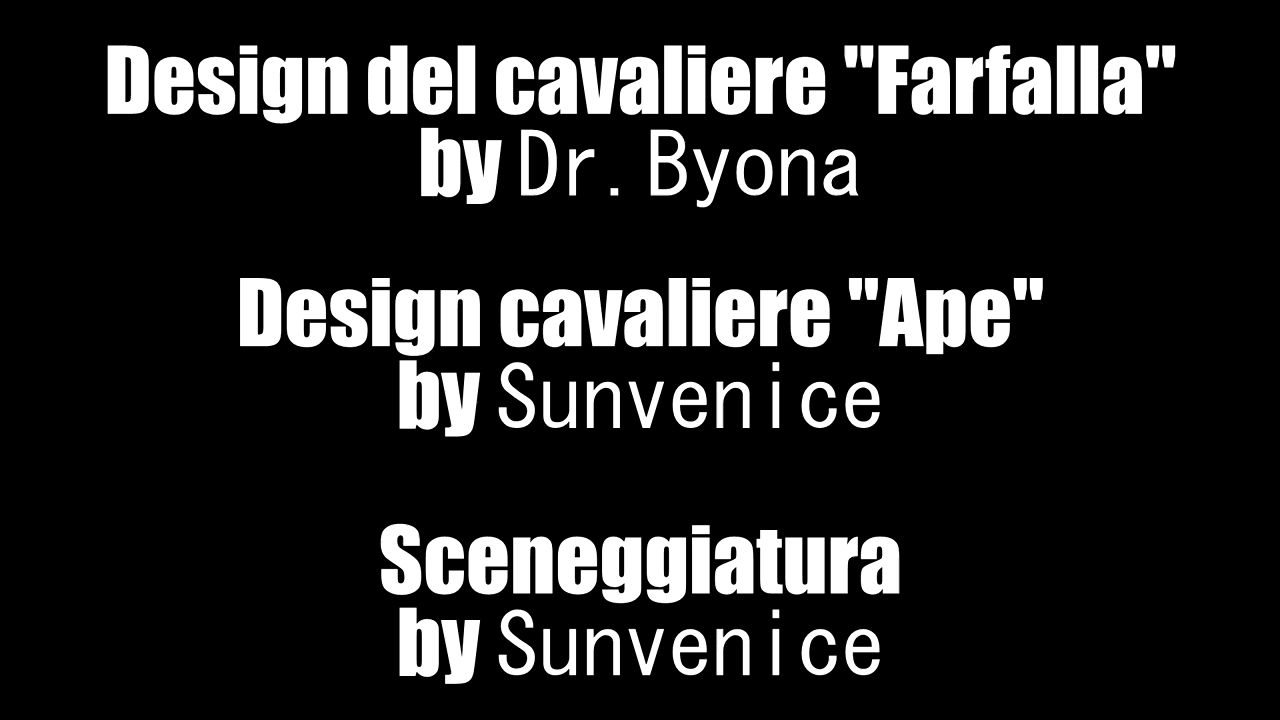 Design del cavaliere "Farfalla"
by Dr.Byona
Design cavaliere "Ape"
by Sunvenice
Sceneggiatura
by Sunvenice